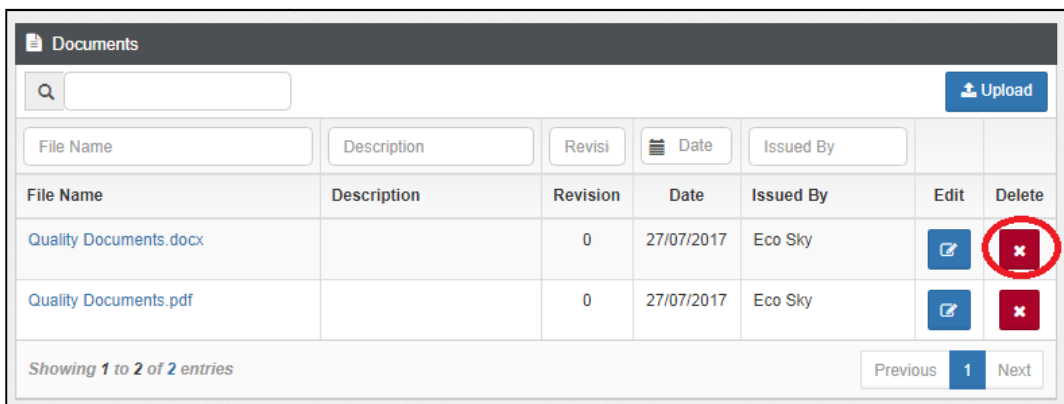 Documents
Upload
File Name Description Revisi Date Issued By
File Name Description Revision Date Issued By Edit Delete
Quality Documents.docx 0 27/07/2017 Eco Sky
Quality Documents.pdf 0 27/07/2017 Eco Sky
Showing 1 to 2 of 2 entries Previous 1 Next